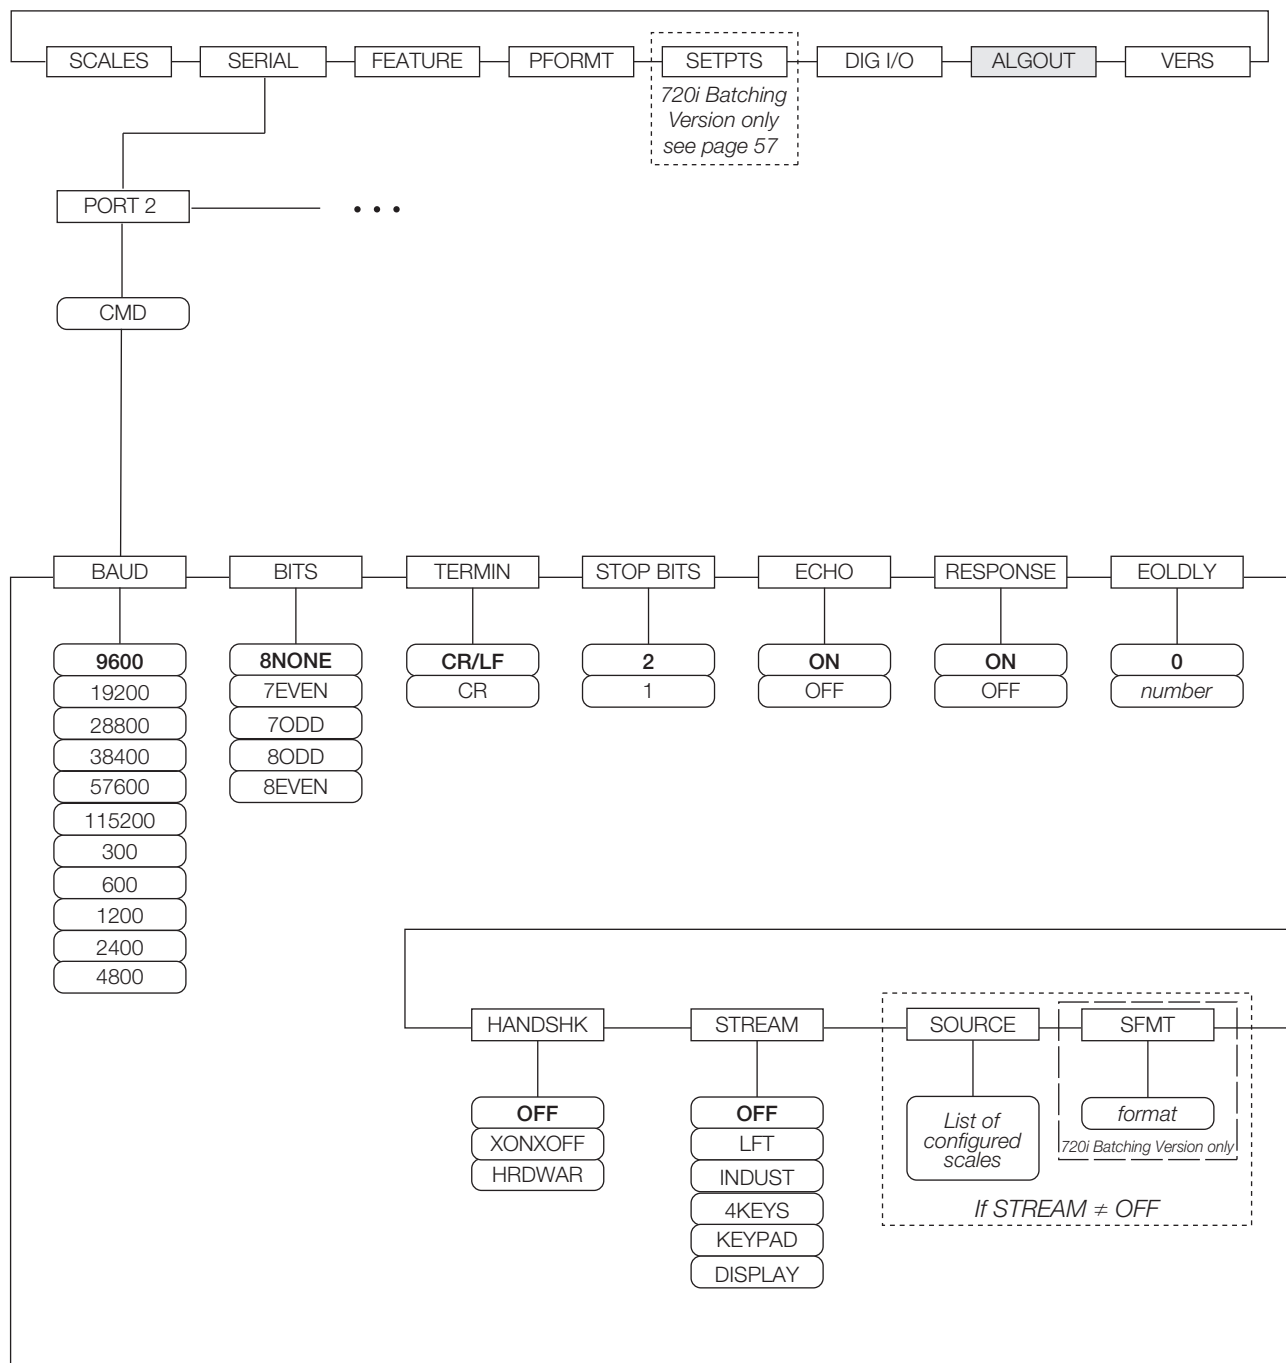 SCALES
SERIAL
FEATURE
PFORMT
SETPTS
DIG I/O
ALGOUT
VERS
720i Batching
Version only
see page 57
PORT 2
• • •
CMD
BAUD
BITS
TERMIN
STOP BITS
ECHO
RESPONSE
EOLDLY
9600
19200
28800
38400
57600
115200
300
600
1200
2400
4800
8NONE
7EVEN
7ODD
8ODD
8EVEN
CR/LF
CR
2
1
ON
OFF
ON
OFF
0
number
HANDSHK
STREAM
SOURCE
SFMT
OFF
XONXOFF
HRDWAR
OFF
LFT
INDUST
4KEYS
KEYPAD
DISPLAY
List of
configured
scales
format
720i Batching Version only
If STREAM ≠ OFF